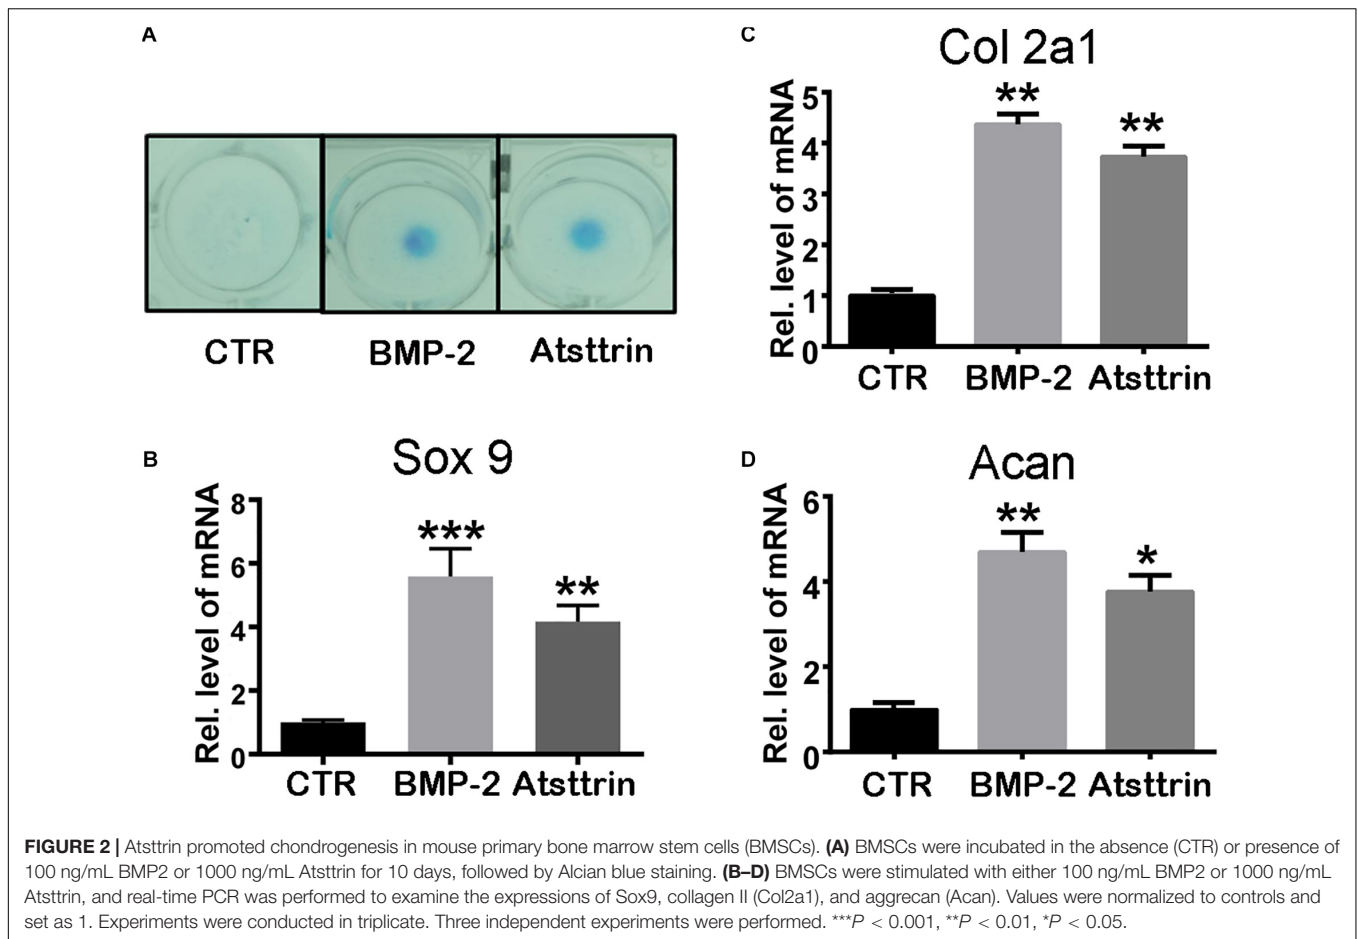 A
CTR
BMP-2
Atsttrin
B
Sox 9
Rel. level of mRNA
8
6
4
2
0
***
**
CTR
BMP-2
Atsttrin
C
Col 2a1
Rel. level of mRNA
5
4
3
2
1
0
**
**
CTR
BMP-2
Atsttrin
D
Acan
Rel. level of mRNA
6
4
2
0
**
*
CTR
BMP-2
Atsttrin
FIGURE 2 | Atsttrin promoted chondrogenesis in mouse primary bone marrow stem cells (BMSCs). (A) BMSCs were incubated in the absence (CTR) or presence of
100 ng/mL BMP2 or 1000 ng/mL Atsttrin for 10 days, followed by Alcian blue staining. (B–D) BMSCs were stimulated with either 100 ng/mL BMP2 or 1000 ng/mL
Atsttrin, and real-time PCR was performed to examine the expressions of Sox9, collagen II (Col2a1), and aggrecan (Acan). Values were normalized to controls and
set as 1. Experiments were conducted in triplicate. Three independent experiments were performed. ***P < 0.001, **P < 0.01, *P < 0.05.